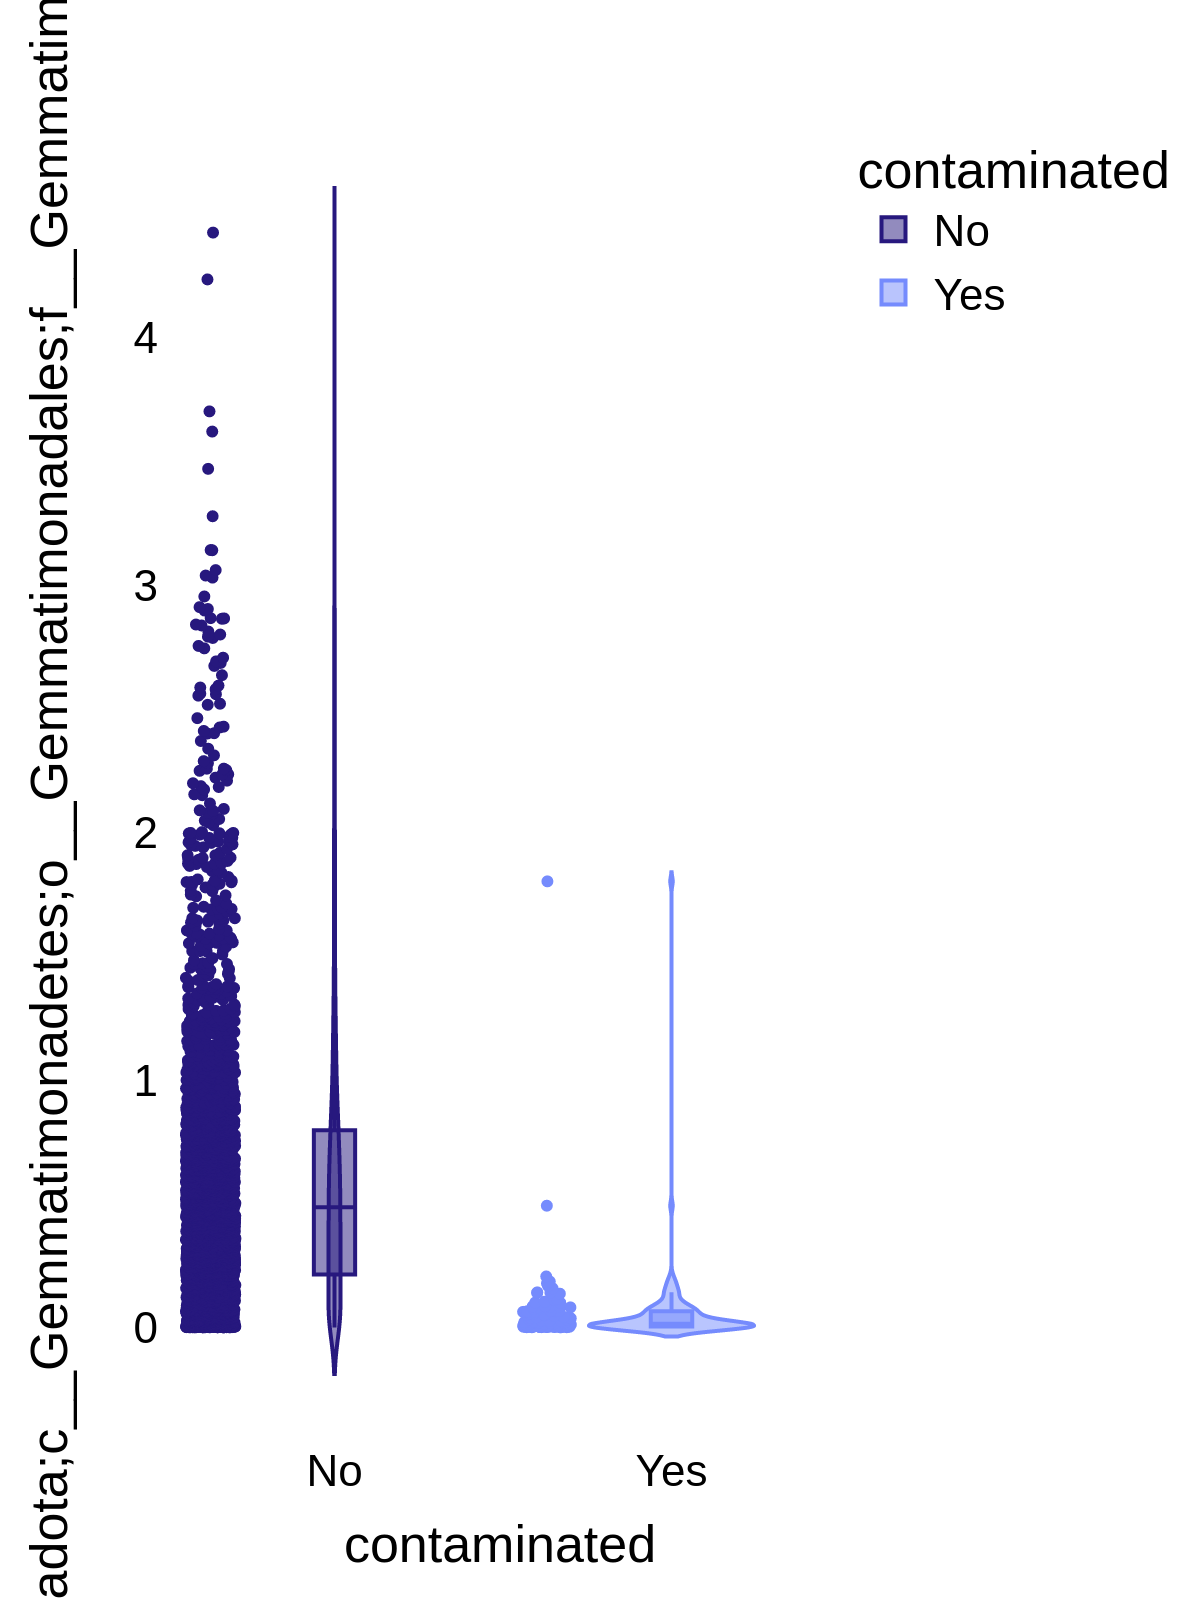 adota;c__Gemmatimonadetes;o__Gemmatimonadales;f__Gemmatim
4
3
2
1
0
No
Yes
contaminated
contaminated
No
Yes